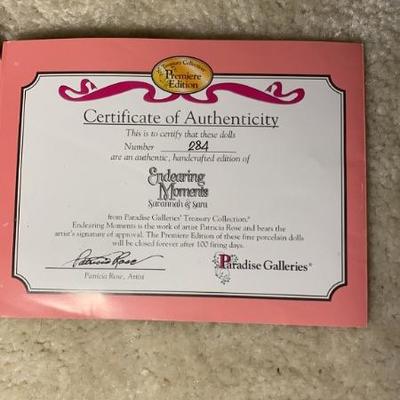 Treasury Collection
Premiere
Edition
Certificate of Authenticity
This is to certify that these dolls
Number 284
are an authentic, handcrafted edition of
Endearing
Moments
Savannah & Sara
from Paradise Galleries' Treasury Collection.®
Endearing Moments is the work of artist Patricia Rose and bears the
artist's signature of approval. The Premiere Edition of these fine porcelain dolls
will be closed forever after 100 firing days.
Patricia Rose
Patricia Rose, Artist
Paradise Galleries®